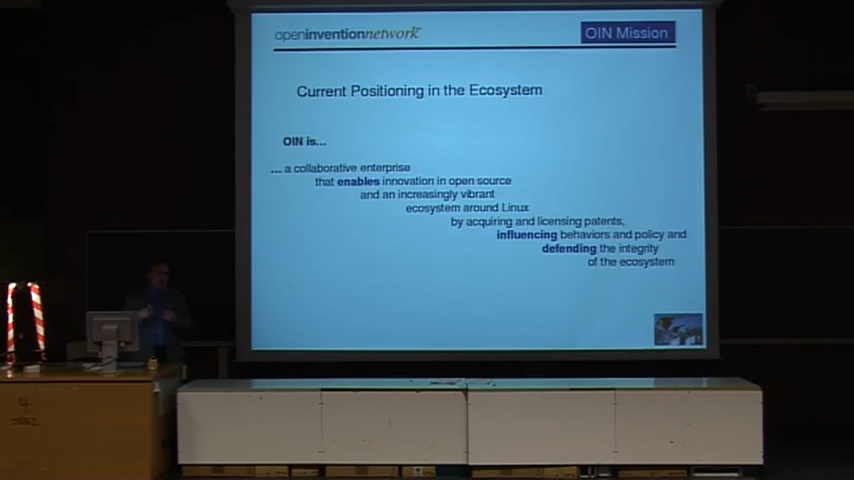 openinventionnetwork
OIN Mission
Current Positioning in the Ecosystem
OIN is...
... a collaborative enterprise
that enables innovation in open source
and an increasingly vibrant
ecosystem around Linux
by acquiring and licensing patents,
influencing behaviors and policy and
defending the integrity
of the ecosystem
4